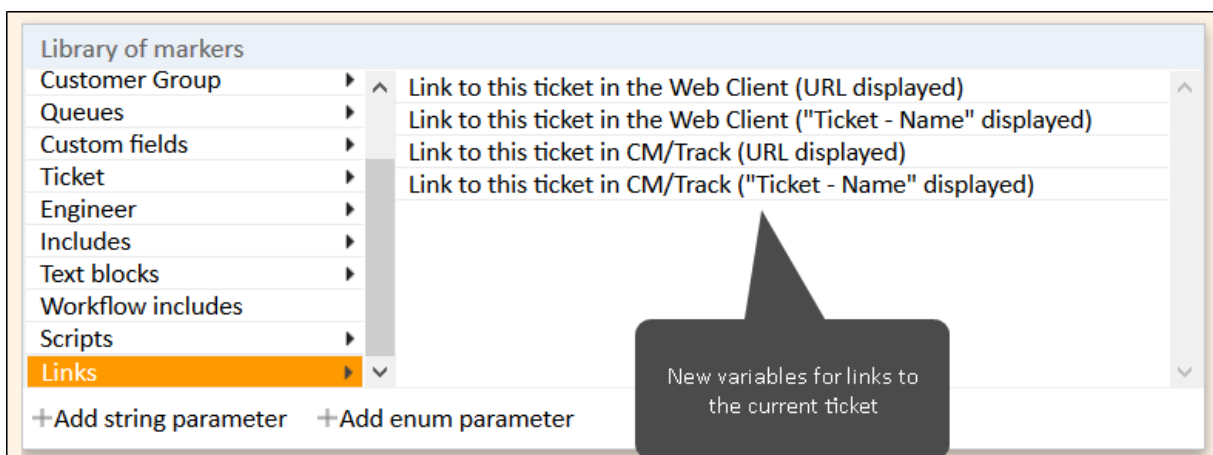 Library of markers
Customer Group
Queues
Custom fields
Ticket
Engineer
Includes
Text blocks
Workflow includes
Scripts
Links
Link to this ticket in the Web Client (URL displayed)
Link to this ticket in the Web Client ("Ticket - Name" displayed)
Link to this ticket in CM/Track (URL displayed)
Link to this ticket in CM/Track ("Ticket - Name" displayed)
New variables for links to
the current ticket
+Add string parameter +Add enum parameter